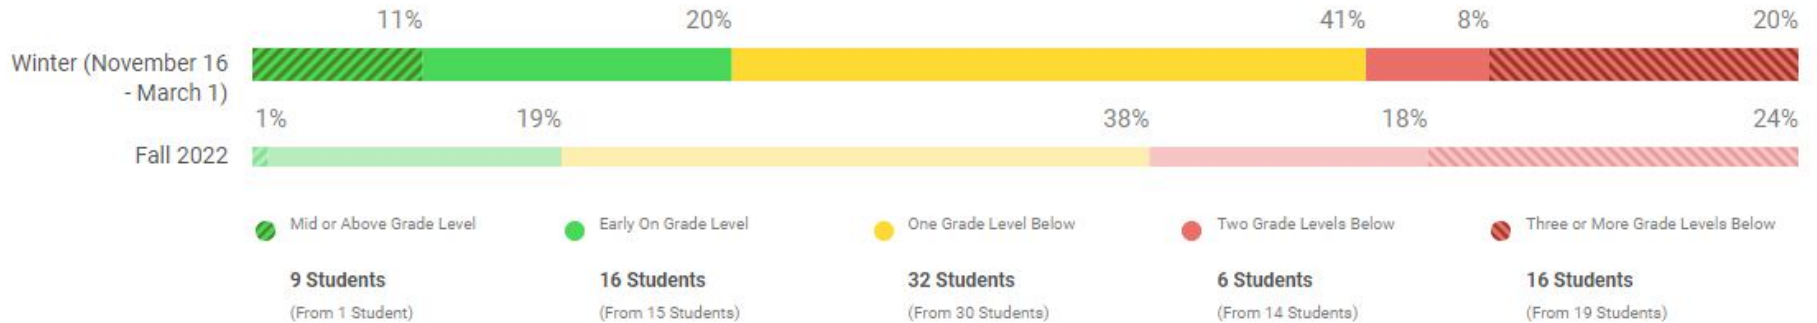 11% 20% 41% 8% 20%
Winter (November 16
- March 1)
1% 19% 38% 18% 24%
Fall 2022
Mid or Above Grade Level
Early On Grade Level
One Grade Level Below
Two Grade Levels Below
Three or More Grade Levels Below
9 Students
16 Students
32 Students
6 Students
16 Students
(From 1 Student)
(From 15 Students)
(From 30 Students)
(From 14 Students)
(From 19 Students)